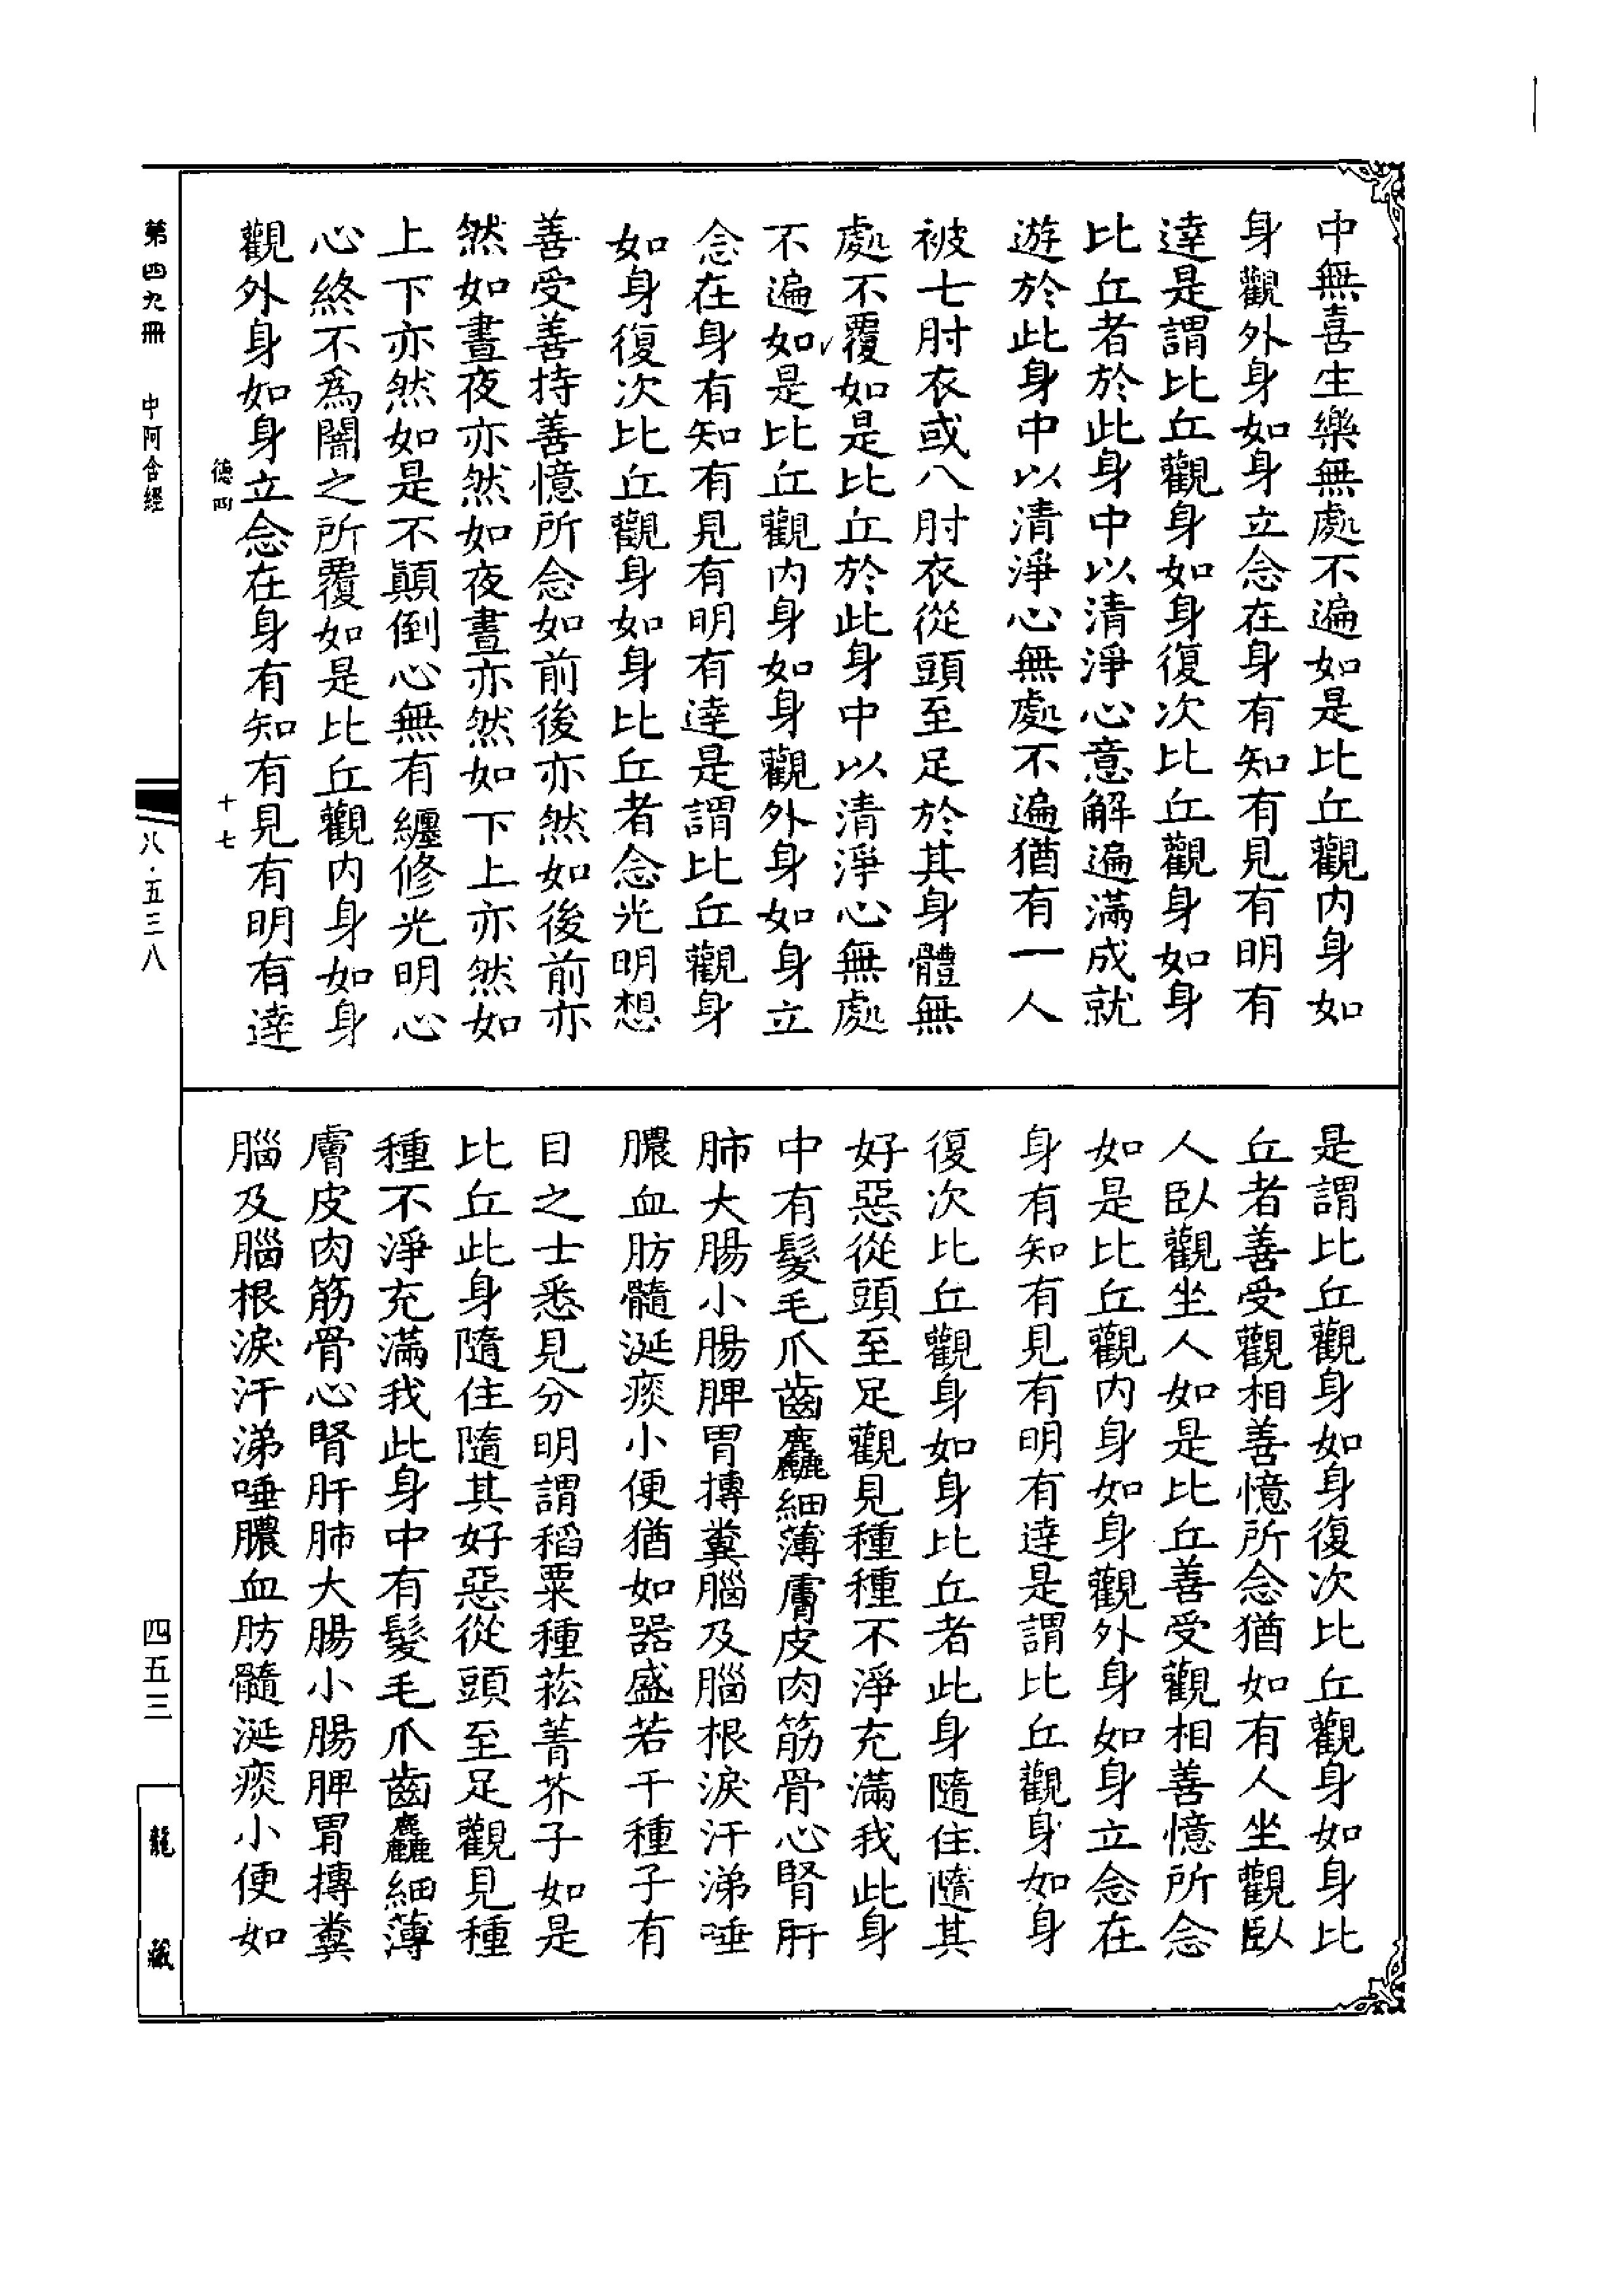 中無喜生樂無處不遍如是比丘觀内身如
身觀外身如身立念在身有知有見有明有
達是謂比丘觀身如身復次比丘觀身如身
比丘者於此身中以清淨心意解遍滿成就
遊於此身中以清淨心無處不遍猶有一人
被七肘衣或八肘衣從頭至足於其身體無
處不覆如是比丘於此身中以清淨心無處
不遍如是比丘觀内身如身觀外身如身立
念在身有知有見有明有達是謂比丘觀身
如身復次比丘觀身如身比丘者念光明想
善受善持善憶所念如前後亦然如後前亦
然如晝夜亦然如夜晝亦然如下上亦然如
上下亦然如是不顛倒心無有纏修光明心
心終不爲闇之所覆如是比丘觀内身如身
觀外身如身立念在身有知有見有明有達
德四
十七
是謂比丘觀身如身復次比丘觀身如身比
丘者善受觀相善憶所念猶如有人坐觀臥
人臥觀坐人如是比丘善受觀相善憶所念
如是比丘觀内身如身觀外身如身立念在
身有知有見有明有達是謂比丘觀身如身
復次比丘觀身如身比丘者此身隨住隨其
好惡從頭至足觀見種種不淨充滿我此身
中有髮毛爪齒麤細薄膚皮肉筋骨心腎肝
肺大腸小腸脾胃摶糞腦及腦根淚汗涕唾
膿血肪髓涎痰小便猶如器盛若干種子有
目之士悉見分明謂稻粟種菘菁芥子如是
比丘此身隨住隨其好惡從頭至足觀見種
種不淨充滿我此身中有髮毛爪齒麤細薄
膚皮肉筋骨心腎肝肺大腸小腸脾胃摶糞
腦及腦根淚汗涕唾膿血肪髓涎痰小便如
第四九冊 中阿含經
八·五三八
四五三
龍藏